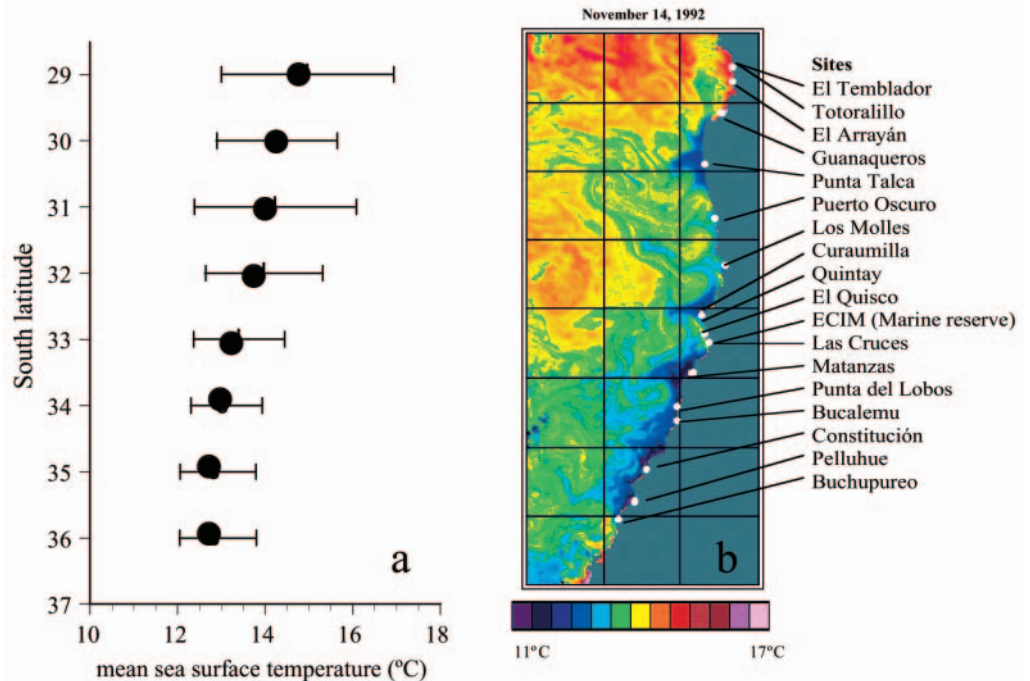 29
30
31
32
33
34
35
36
37
South latitude
10 12 14 16 18
mean sea surface temperature (ºC)
a
November 14, 1992
b
11ºC 17ºC
Sites
El Temblador
Totoralillo
El Arrayán
Guanaqueros
Punta Talca
Puerto Oscuro
Los Molles
Curaumilla
Quintay
El Quisco
ECIM (Marine reserve)
Las Cruces
Matanzas
Punta del Lobos
Bucalemu
Constitución
Pelluhue
Buchupureo